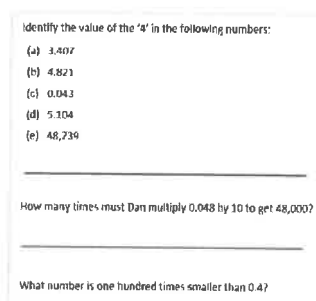 Identify the value of the '4' in the following numbers:
(a) 3,407
(b) 4.821
(c) 0.043
(d) 5.104
(e) 48,739
How many times must Dan multiply 0.048 by 10 to get 48,000?
What number is one hundred times smaller than 0.4?